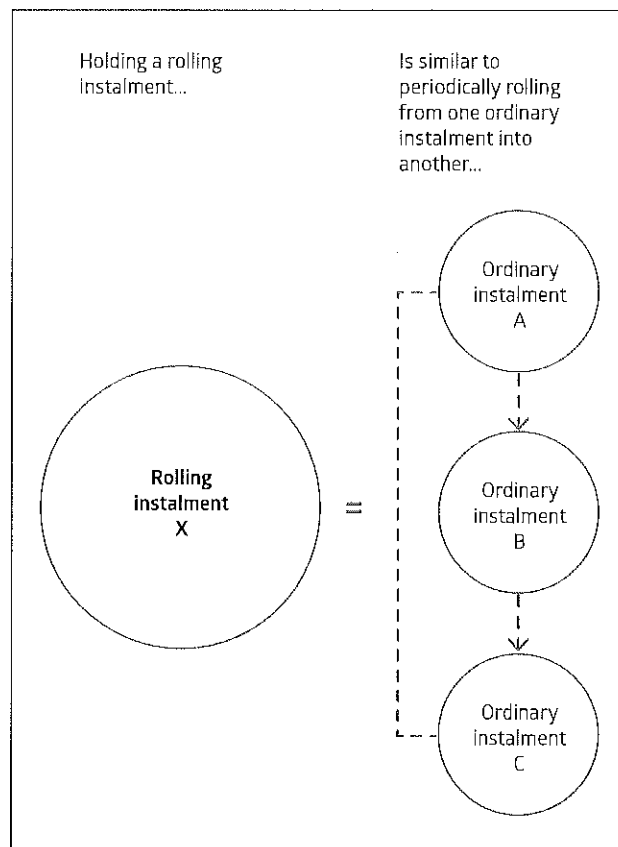 Holding a rolling
instalment...
Is similar to
periodically rolling
from one ordinary
instalment into
another...
Ordinary
instalment
A
Rolling
instalment
X
=
Ordinary
instalment
B
Ordinary
instalment
C